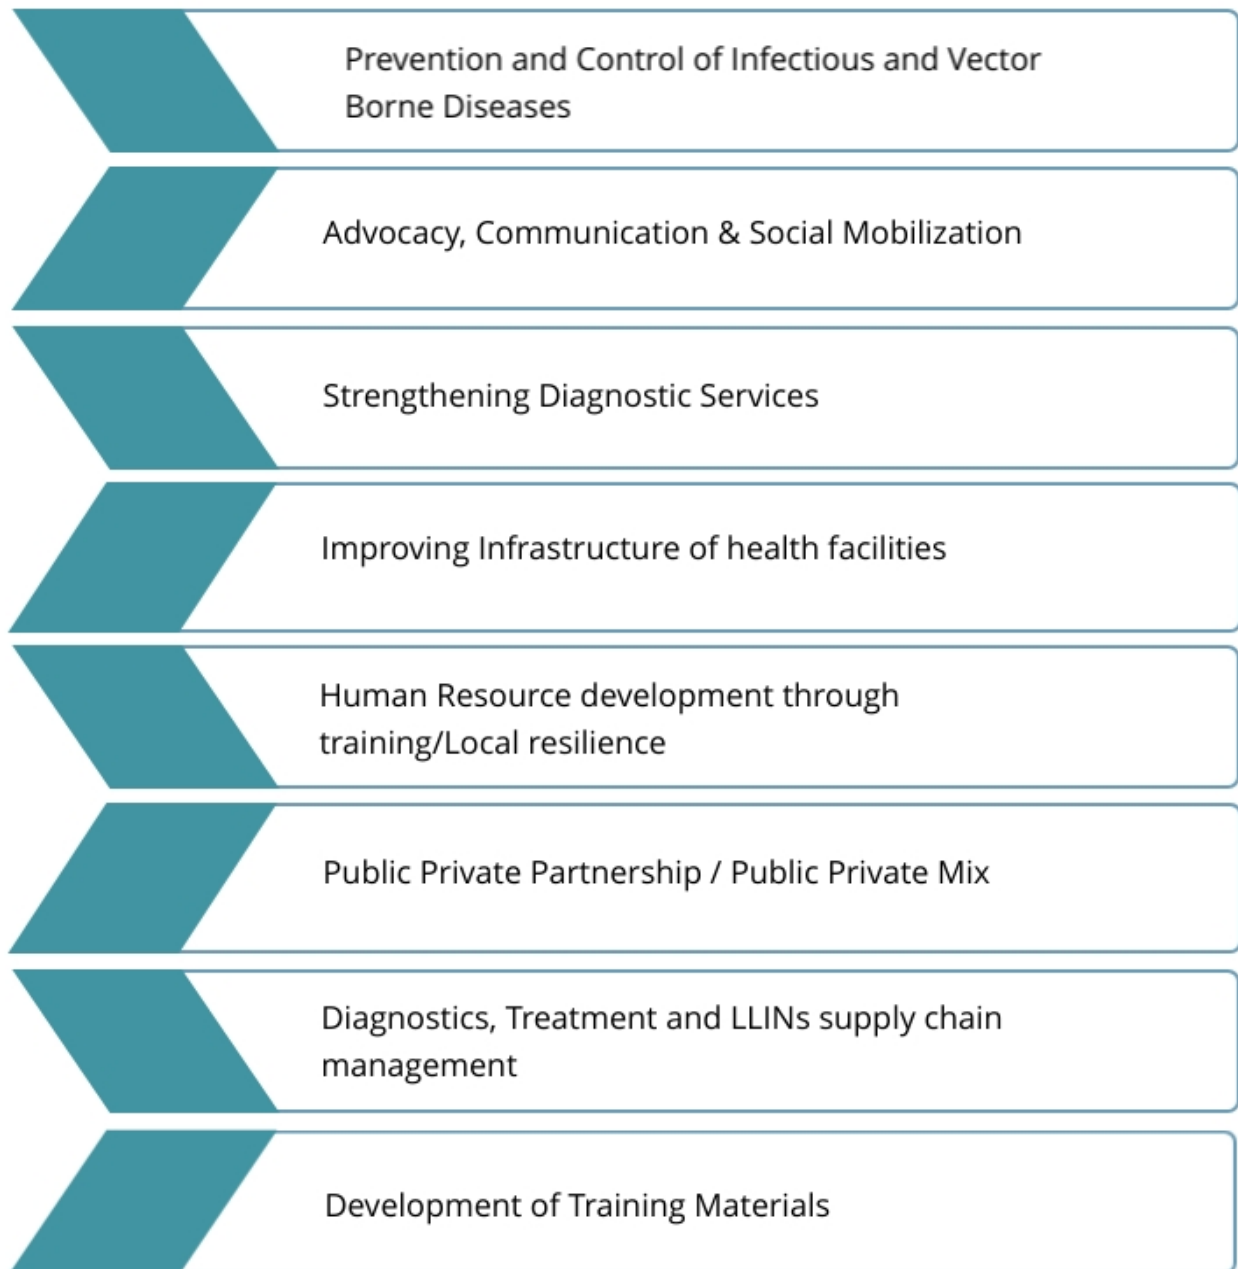 Prevention and Control of Infectious and Vector
Borne Diseases
Advocacy, Communication & Social Mobilization
Strengthening Diagnostic Services
Improving Infrastructure of health facilities
Human Resource development through
training/Local resilience
Public Private Partnership / Public Private Mix
Diagnostics, Treatment and LLINs supply chain
management
Development of Training Materials